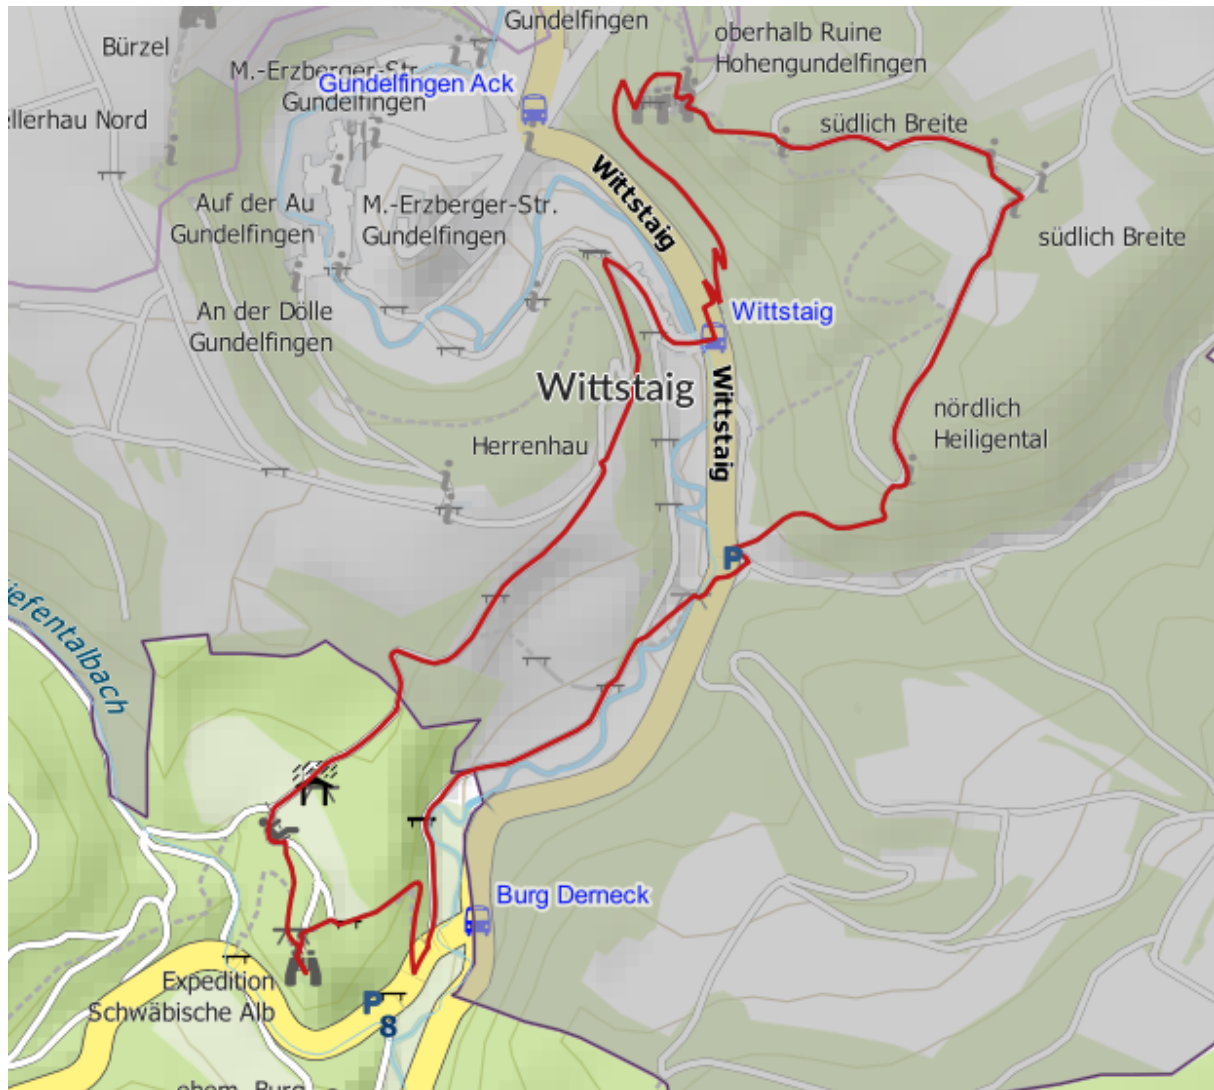 Gundelfingen
oberhalb Ruine
Hohengundelfingen
Bürzel
M.-Erzberger-Str.
Gundelfingen
Gundelfingen Ack
ellerhau Nord
südlich Breite
Wittstaig
Auf der Au
Gundelfingen
M.-Erzberger-Str.
Gundelfingen
südlich Breite
An der Dölle
Gundelfingen
Wittstaig
Wittstaig
Wittstaig
nördlich
Heiligental
Herrenhau
P
iefentalbach
Burg Derneck
Expedition
Schwäbische Alb
P
8
ehem. Burg